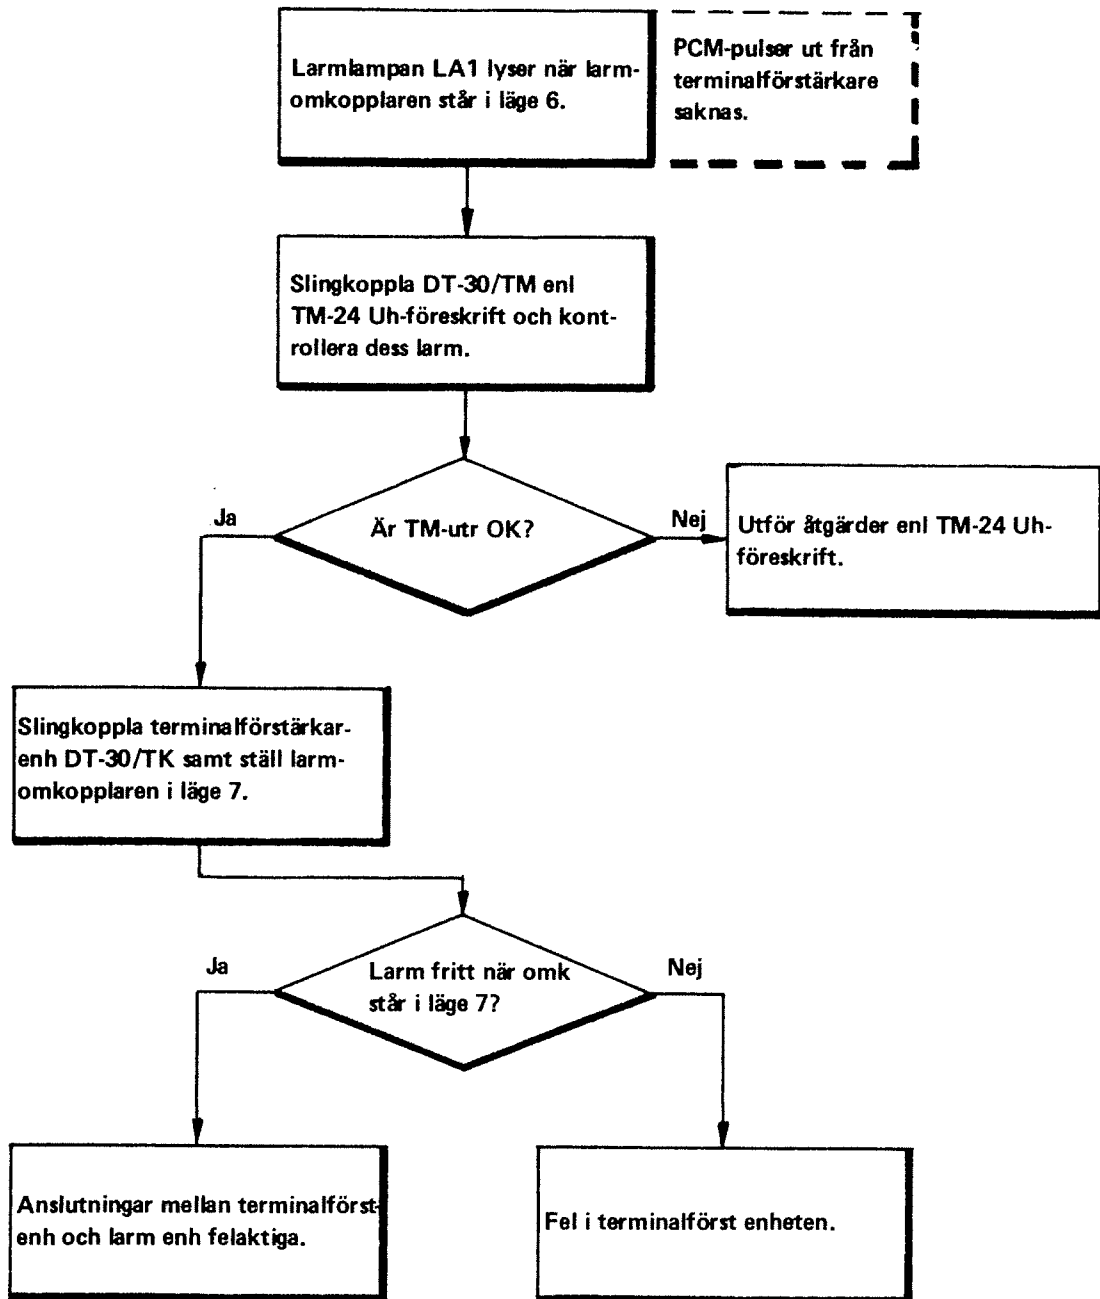 Larmlampan LA1 lyser när larm-
omkopplaren står i läge 6.
PCM-pulser ut från
terminalförstärkare
saknas.
Slingkoppla DT-30/TM enl
TM-24 Uh-föreskrift och kont-
rollera dess larm.
Är TM-utr OK?
Ja
Nej
Utför åtgärder enl TM-24 Uh-
föreskrift.
Slingkoppla terminalförstärkar-
enh DT-30/TK samt ställ larm-
omkopplaren i läge 7.
Larm fritt när omk
står i läge 7?
Ja
Nej
Anslutningar mellan terminalförst-
enh och larm enh felaktiga.
Fel i terminalförst enheten.